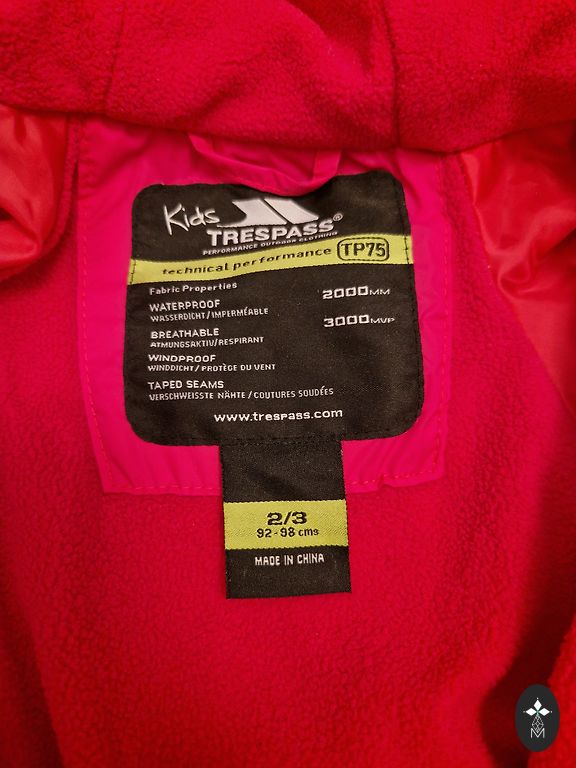 Kids
TRESPASS®
PERFORMANCE OUTDOOR CLOTHING
technical performance TP75
Fabric Properties
WATERPROOF 2000MM
WASSERDICHT/IMPERMÉABLE
BREATHABLE 3000MVP
ATMUNGSAKTIV/RESPIRANT
WINDPROOF
WINDDICHT/PROTÈGE DU VENT
TAPED SEAMS
VERSCHWEISSTE NÄHTE/COUTURES SOUDÉES
www.trespass.com
2/3
92-98 cms
MADE IN CHINA
M